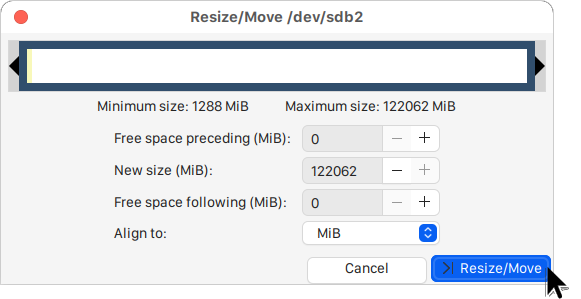 Resize/Move /dev/sdb2
Minimum size: 1288 MiB Maximum size: 122062 MiB
Free space preceding (MiB): 0
New size (MiB): 122062
Free space following (MiB): 0
Align to: MiB
Cancel Resize/Move